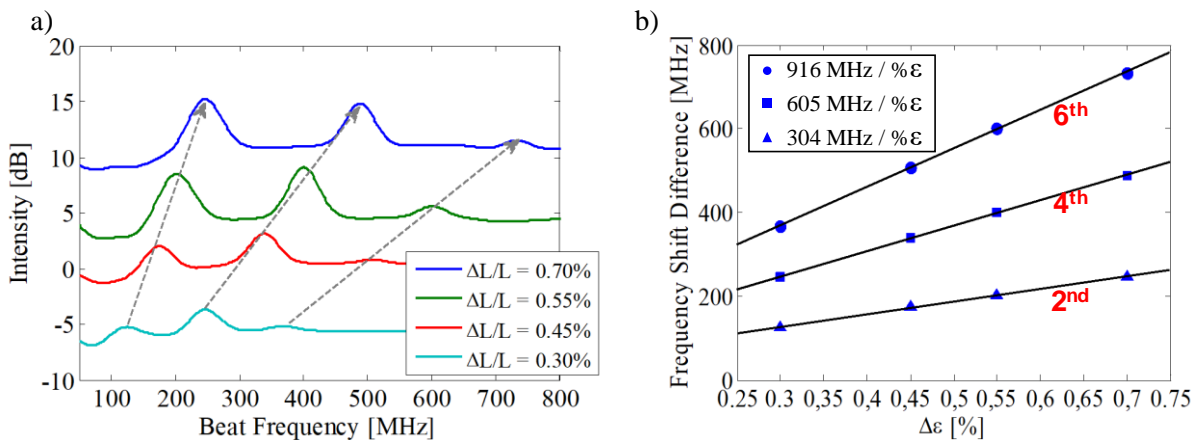 a)
20
15
10
5
0
-5
-10
Intensity [dB]
100 200 300 400 500 600 700 800
Beat Frequency [MHz]
ΔL/L = 0.70%
ΔL/L = 0.55%
ΔL/L = 0.45%
ΔL/L = 0.30%
b)
800
600
400
200
0
Frequency Shift Difference [MHz]
916 MHz / %ε
605 MHz / %ε
304 MHz / %ε
6th
4th
2nd
0.25 0.3 0,35 0,4 0,45 0,5 0,55 0,6 0,65 0,7 0.75
Δε [%]